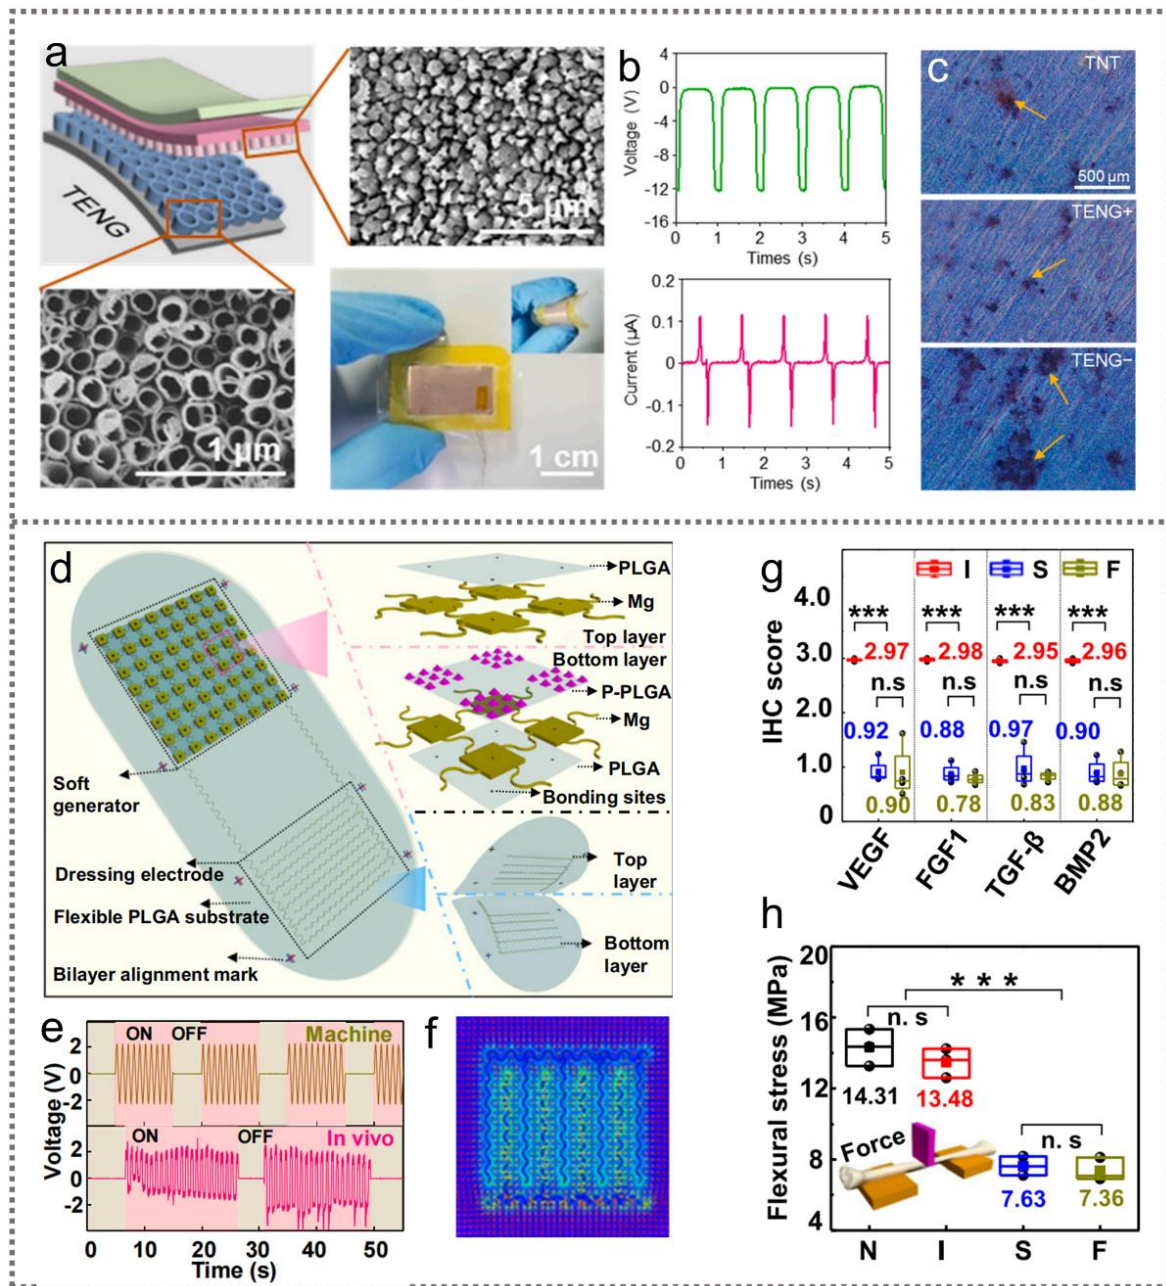 a
TENG
5 µm
1 µm
1 cm
b
4
0
-4
-8
-12
-16
Voltage (V)
0 1 2 3 4 5
Times (s)
0.2
0.1
0
-0.1
-0.2
Current (µA)
0 1 2 3 4 5
Times (s)
c
TNT
500 µm
TENG+
TENG−
d
PLGA
Mg
Top layer
Bottom layer
P-PLGA
Mg
PLGA
Bonding sites
Soft
generator
Dressing electrode
Flexible PLGA substrate
Bilayer alignment mark
Top
layer
Bottom
layer
e
ON OFF Machine
2
0
-2
ON OFF In vivo
2
0
-2
Voltage (V)
0 10 20 30 40 50
Time (s)
f
g
I S F
4.0
3.0
2.0
1.0
0
IHC score
*** *** *** ***
2.97 2.98 2.95 2.96
n.s n.s n.s n.s
0.92 0.88 0.97 0.90
0.90 0.78 0.83 0.88
VEGF FGF1 TGF-β BMP2
h
20
16
12
8
4
Flexural stress (MPa)
* * *
n. s
14.31 13.48
Force
n. s
7.63 7.36
N I S F